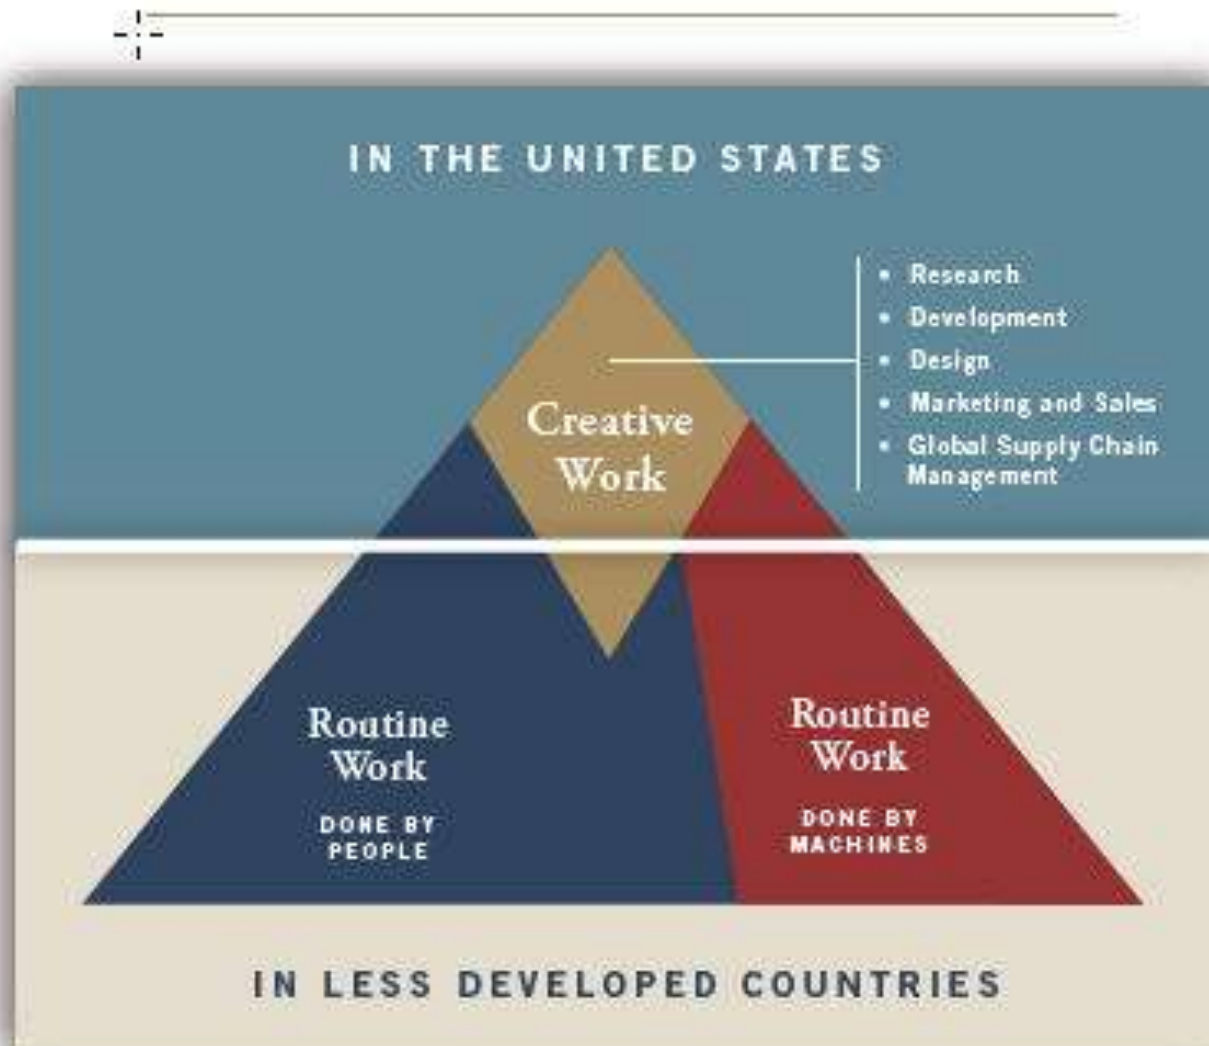 IN THE UNITED STATES
• Research
• Development
• Design
• Marketing and Sales
• Global Supply Chain
Management
Creative
Work
Routine
Work
DONE BY
PEOPLE
Routine
Work
DONE BY
MACHINES
IN LESS DEVELOPED COUNTRIES